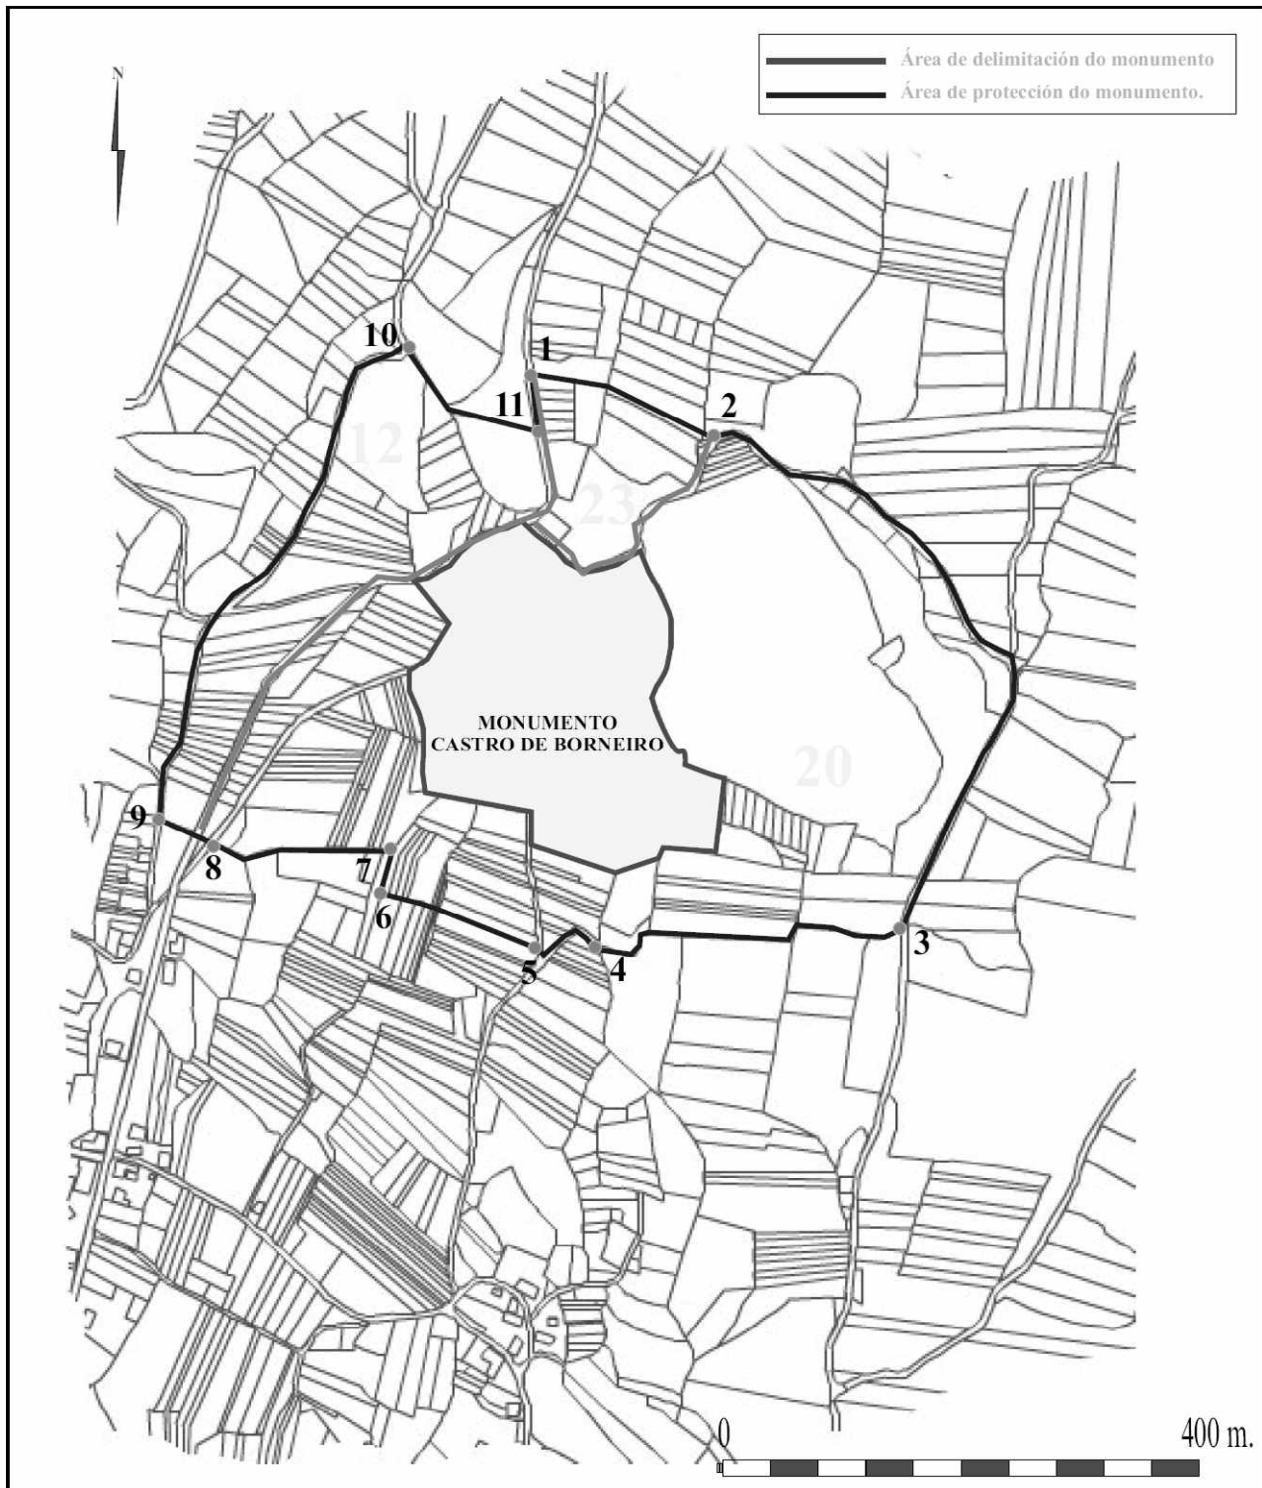 Área de delimitación do monumento
Área de protección do monumento.
N
10
1
11
2
12
23
MONUMENTO
CASTRO DE BORNEIRO
20
9
8
7
6
5
4
3
0
400 m.